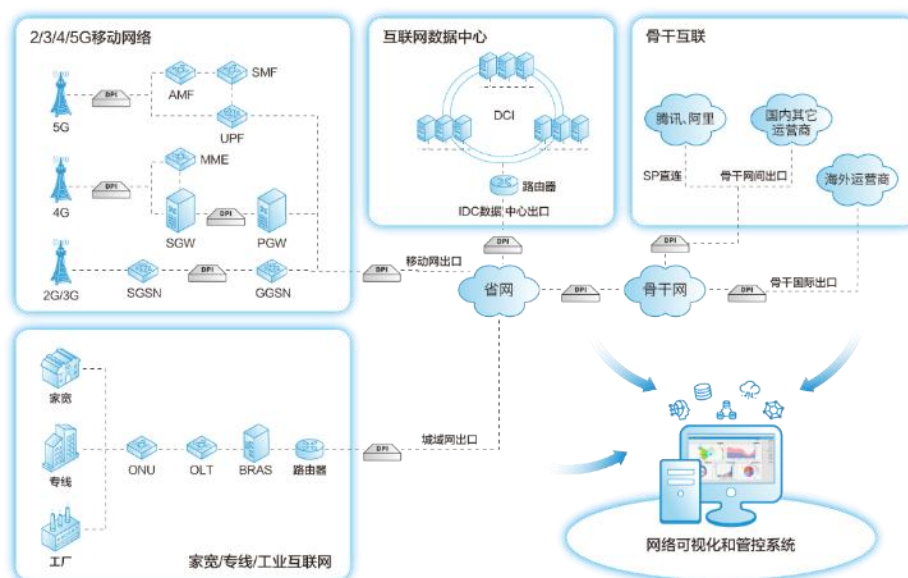 2/3/4/5G移动网络
5G
DPI
AMF
SMF
UPF
4G
DPI
MME
SGW
DPI
PGW
2G/3G
SGSN
DPI
GGSN
互联网数据中心
DCI
路由器
IDC数据中心出口
DPI
骨干互联
腾讯、阿里
国内其它
运营商
海外运营商
SP直连
骨干网间出口
DPI
移动网出口
DPI
省网
DPI
骨干网
DPI
骨干国际出口
家宽
专线
工厂
ONU
OLT
BRAS
路由器
城域网出口
DPI
家宽/专线/工业互联网
网络可视化和管控系统